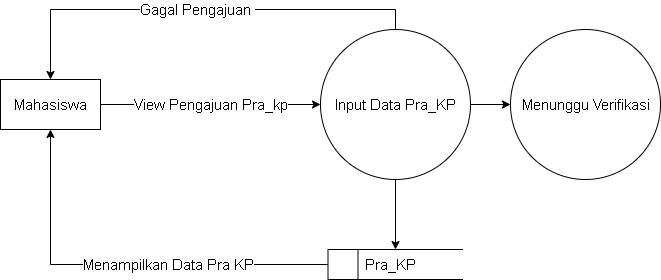 Gagal Pengajuan
Mahasiswa
View Pengajuan Pra_kp
Input Data Pra_KP
Menunggu Verifikasi
Menampilkan Data Pra KP
Pra_KP